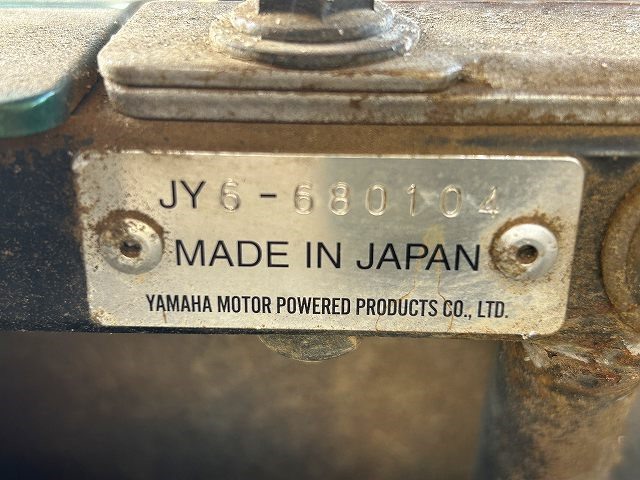 JY6-680104
MADE IN JAPAN
YAMAHA MOTOR POWERED PRODUCTS CO., LTD.